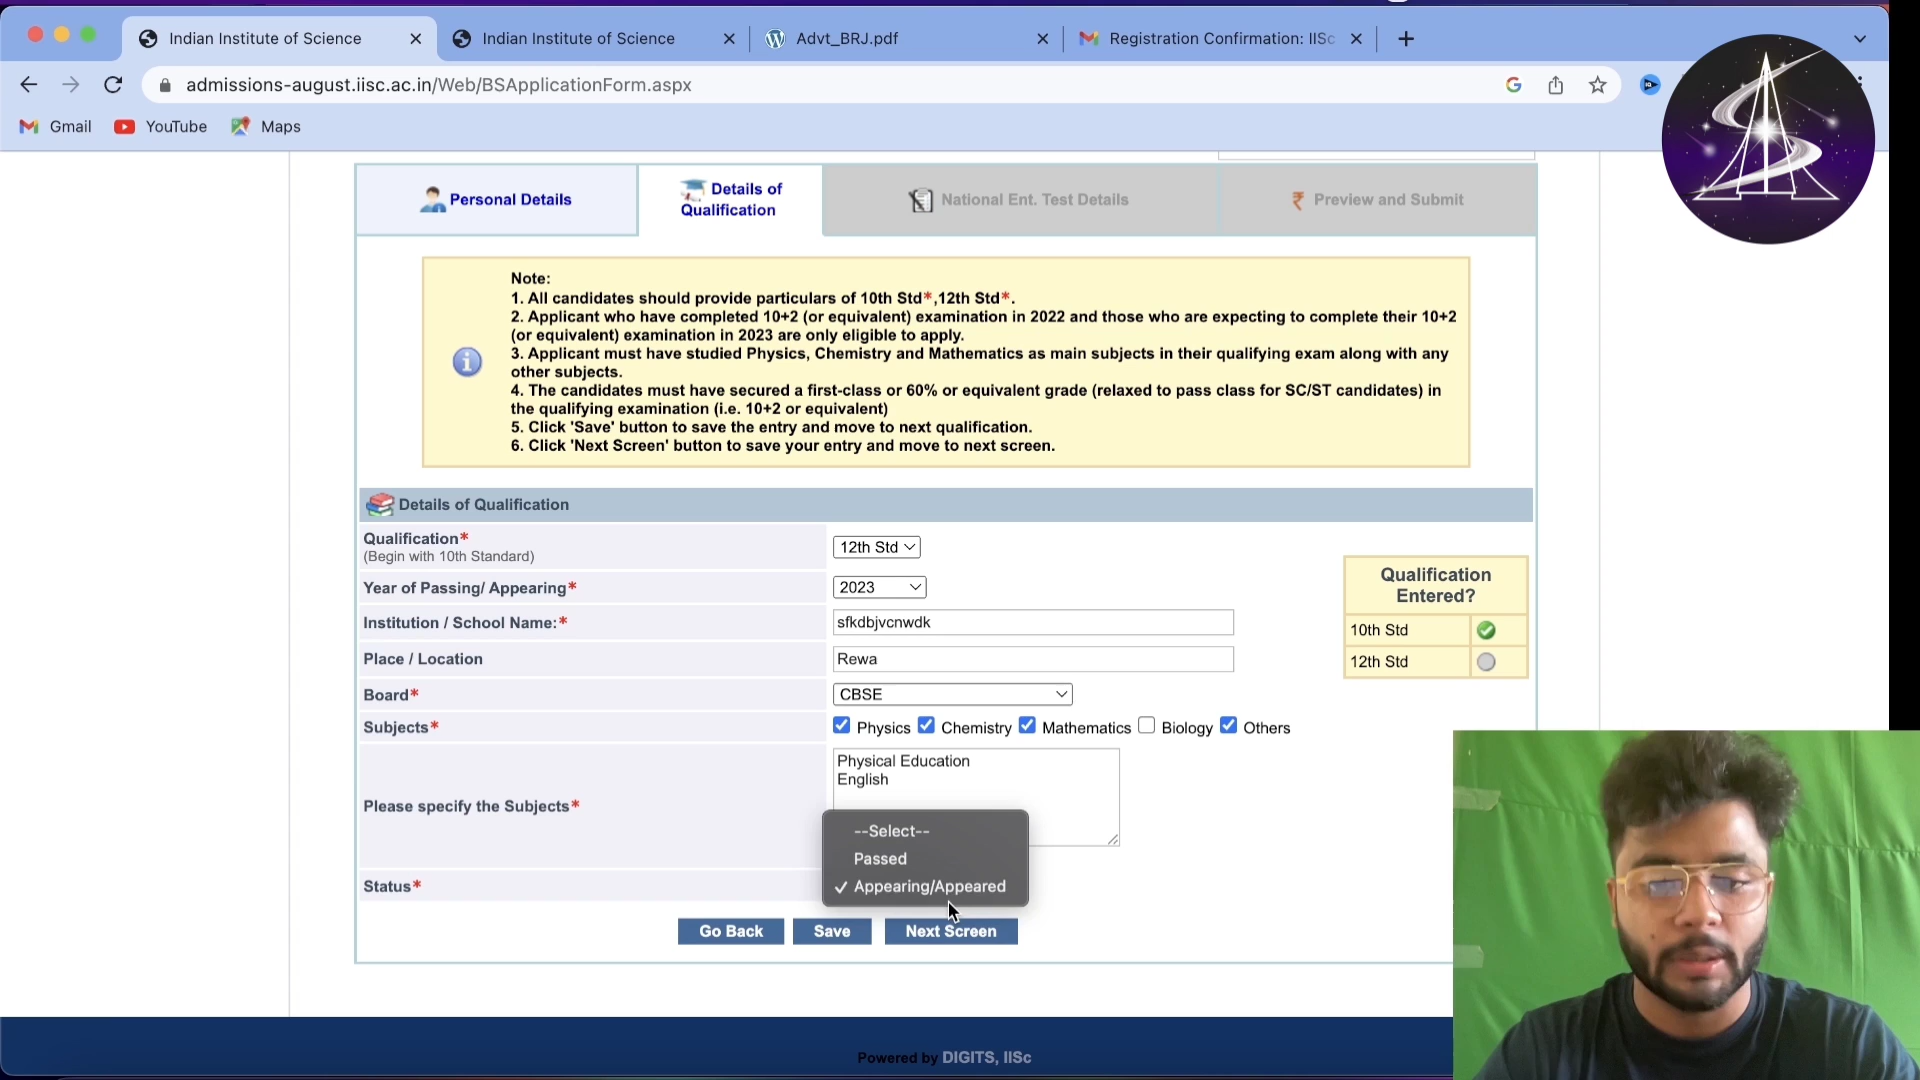 Indian Institute of Science
Indian Institute of Science
Advt_BRJ.pdf
Registration Confirmation: IISc
admissions-august.iisc.ac.in/Web/BSApplicationForm.aspx
Gmail
YouTube
Maps
Personal Details
Details of
Qualification
National Ent. Test Details
Preview and Submit
Note:
1. All candidates should provide particulars of 10th Std*,12th Std*.
2. Applicant who have completed 10+2 (or equivalent) examination in 2022 and those who are expecting to complete their 10+2
(or equivalent) examination in 2023 are only eligible to apply.
3. Applicant must have studied Physics, Chemistry and Mathematics as main subjects in their qualifying exam along with any
other subjects.
4. The candidates must have secured a first-class or 60% or equivalent grade (relaxed to pass class for SC/ST candidates) in
the qualifying examination (i.e. 10+2 or equivalent)
5. Click 'Save' button to save the entry and move to next qualification.
6. Click 'Next Screen' button to save your entry and move to next screen.
Details of Qualification
Qualification*
(Begin with 10th Standard)
12th Std
Year of Passing/ Appearing*
2023
Institution / School Name:*
sfkdbjvcnwdk
Place / Location
Rewa
Board*
CBSE
Subjects*
Physics Chemistry Mathematics Biology Others
Please specify the Subjects*
Physical Education
English
Status*
--Select--
Passed
Appearing/Appeared
Qualification
Entered?
10th Std
12th Std
Go Back
Save
Next Screen
Powered by DIGITS, IISc